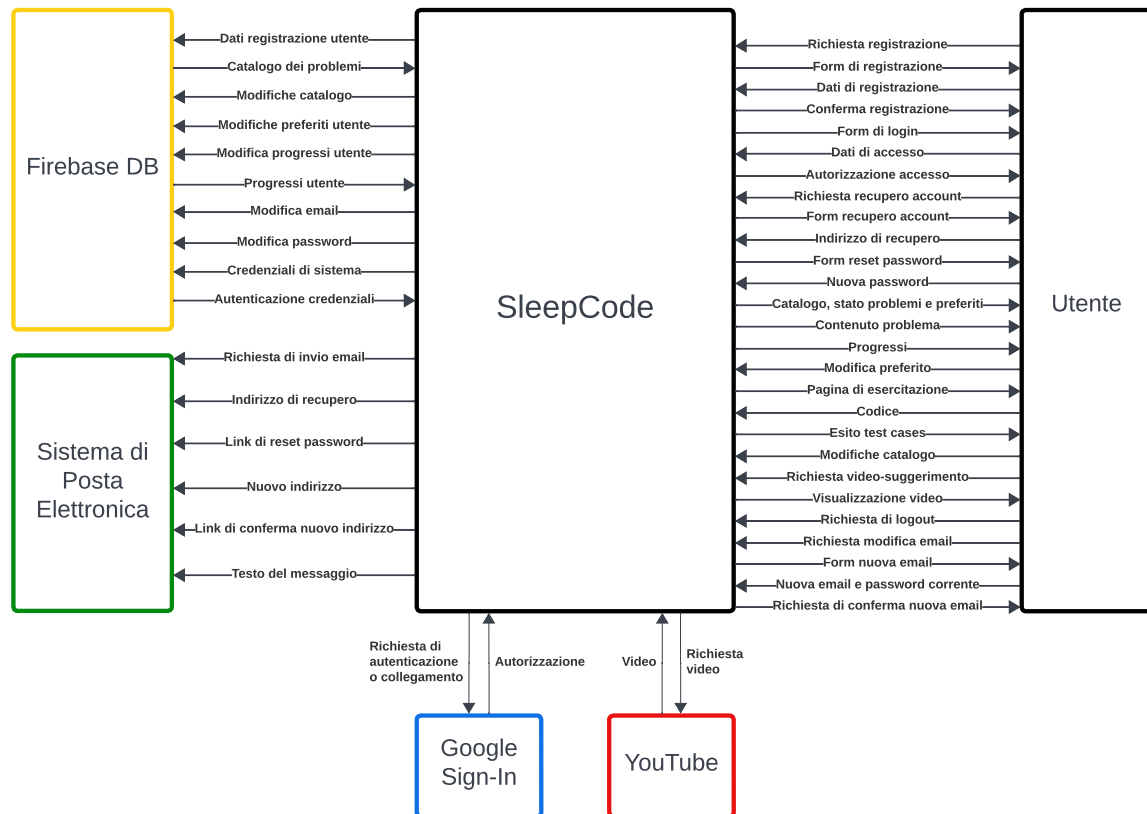 Firebase DB
Dati registrazione utente
Catalogo dei problemi
Modifiche catalogo
Modifiche preferiti utente
Modifica progressi utente
Progressi utente
Modifica email
Modifica password
Credenziali di sistema
Autenticazione credenziali
Sistema di
Posta
Elettronica
Richiesta di invio email
Indirizzo di recupero
Link di reset password
Nuovo indirizzo
Link di conferma nuovo indirizzo
Testo del messaggio
SleepCode
Richiesta registrazione
Form di registrazione
Dati di registrazione
Conferma registrazione
Form di login
Dati di accesso
Autorizzazione accesso
Richiesta recupero account
Form recupero account
Indirizzo di recupero
Form reset password
Nuova password
Catalogo, stato problemi e preferiti
Contenuto problema
Progressi
Modifica preferito
Pagina di esercitazione
Codice
Esito test cases
Modifiche catalogo
Richiesta video-suggerimento
Visualizzazione video
Richiesta di logout
Richiesta modifica email
Form nuova email
Nuova email e password corrente
Richiesta di conferma nuova email
Utente
Richiesta di
autenticazione
o collegamento
Autorizzazione
Video
Richiesta
video
Google
Sign-In
YouTube